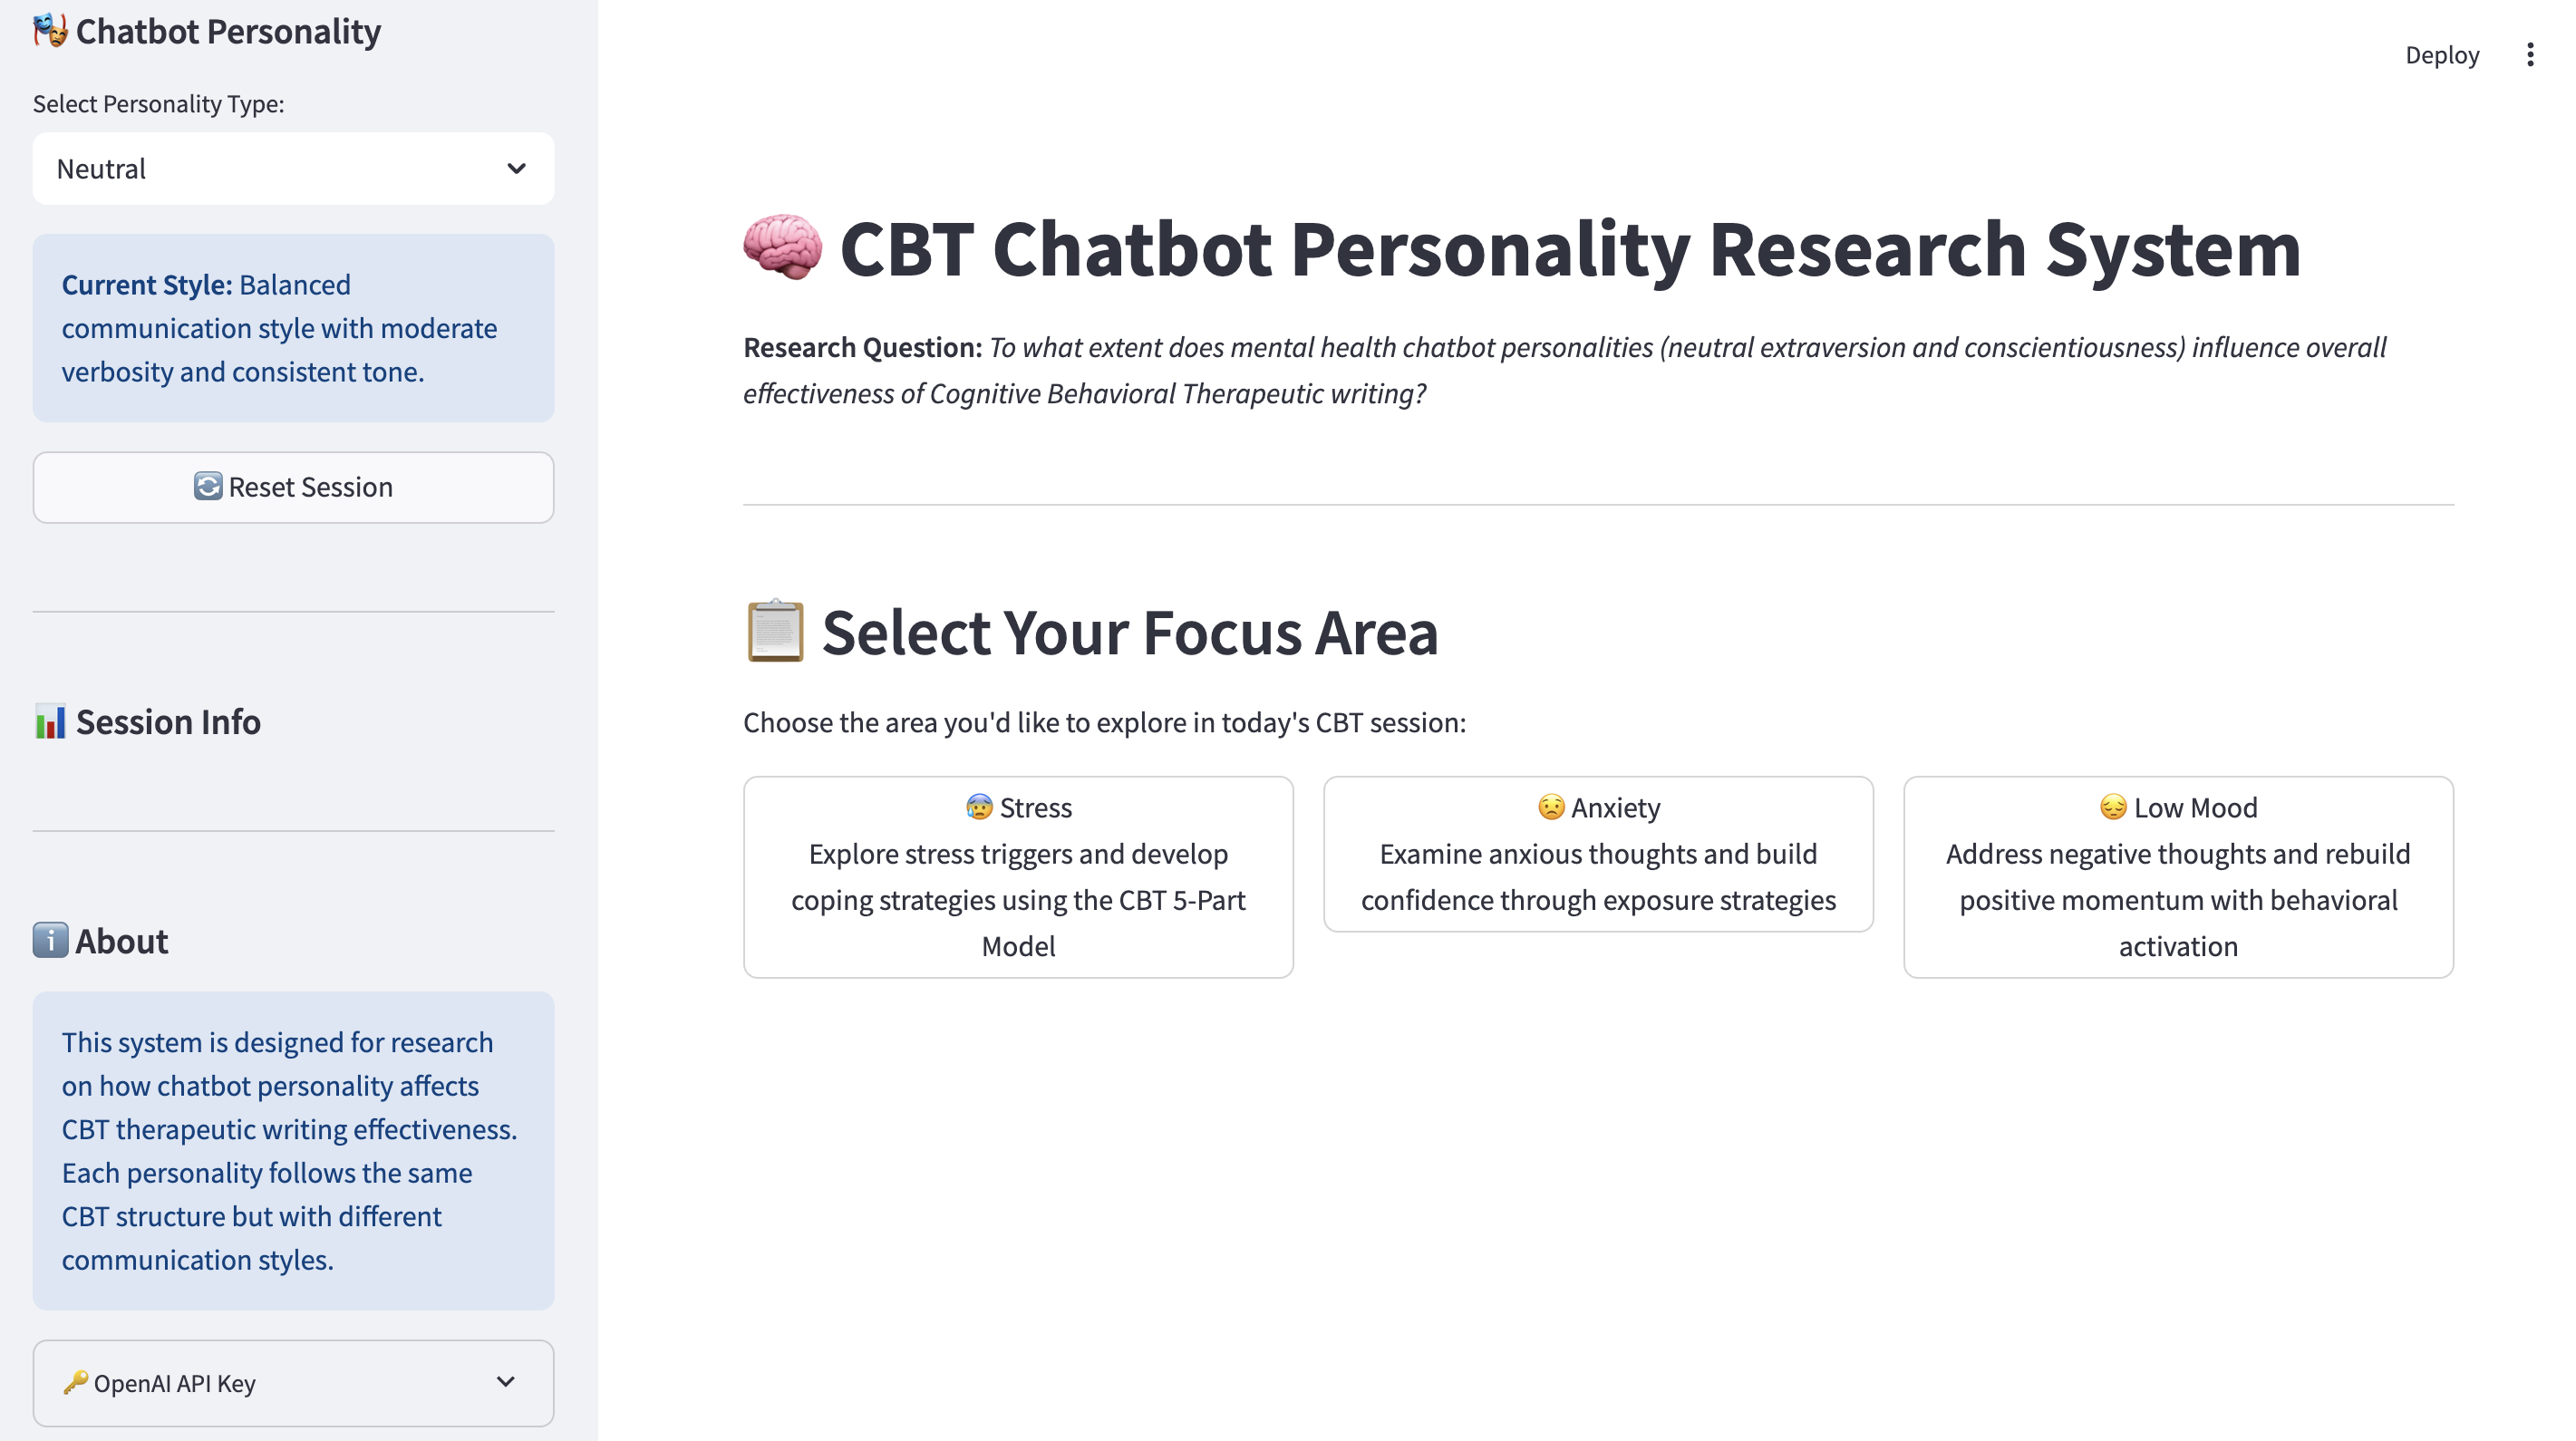 Chatbot Personality
Select Personality Type:
Neutral
Current Style: Balanced
communication style with moderate
verbosity and consistent tone.
Reset Session
Session Info
About
This system is designed for research
on how chatbot personality affects
CBT therapeutic writing effectiveness.
Each personality follows the same
CBT structure but with different
communication styles.
OpenAI API Key
Deploy
CBT Chatbot Personality Research System
Research Question: To what extent does mental health chatbot personalities (neutral extraversion and conscientiousness) influence overall
effectiveness of Cognitive Behavioral Therapeutic writing?
Select Your Focus Area
Choose the area you'd like to explore in today's CBT session:
Stress
Explore stress triggers and develop
coping strategies using the CBT 5-Part
Model
Anxiety
Examine anxious thoughts and build
confidence through exposure strategies
Low Mood
Address negative thoughts and rebuild
positive momentum with behavioral
activation